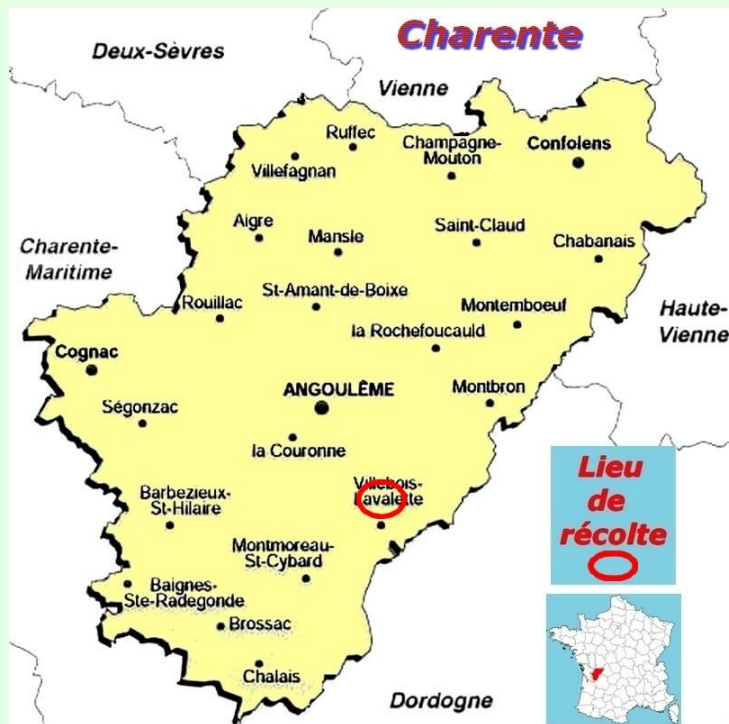 Charente
Deux-Sèvres
Vienne
Ruffec
Champagne-
Mouton
Confolens
Villefagnan
Aigre
Mansle
Saint-Claud
Chabanais
Charente-
Maritime
Rouillac
St-Amant-de-Boixe
Montemboeuf
Haute-
Vienne
la Rochefoucauld
Cognac
ANGOULÊME
Montbron
Ségonzac
la Couronne
Villebois-
Lavalette
Lieu
de
récolte
Barbezieux-
St-Hilaire
Montmoreau-
St-Cybard
Baignes-
Ste-Radegonde
Brossac
Chalais
Dordogne